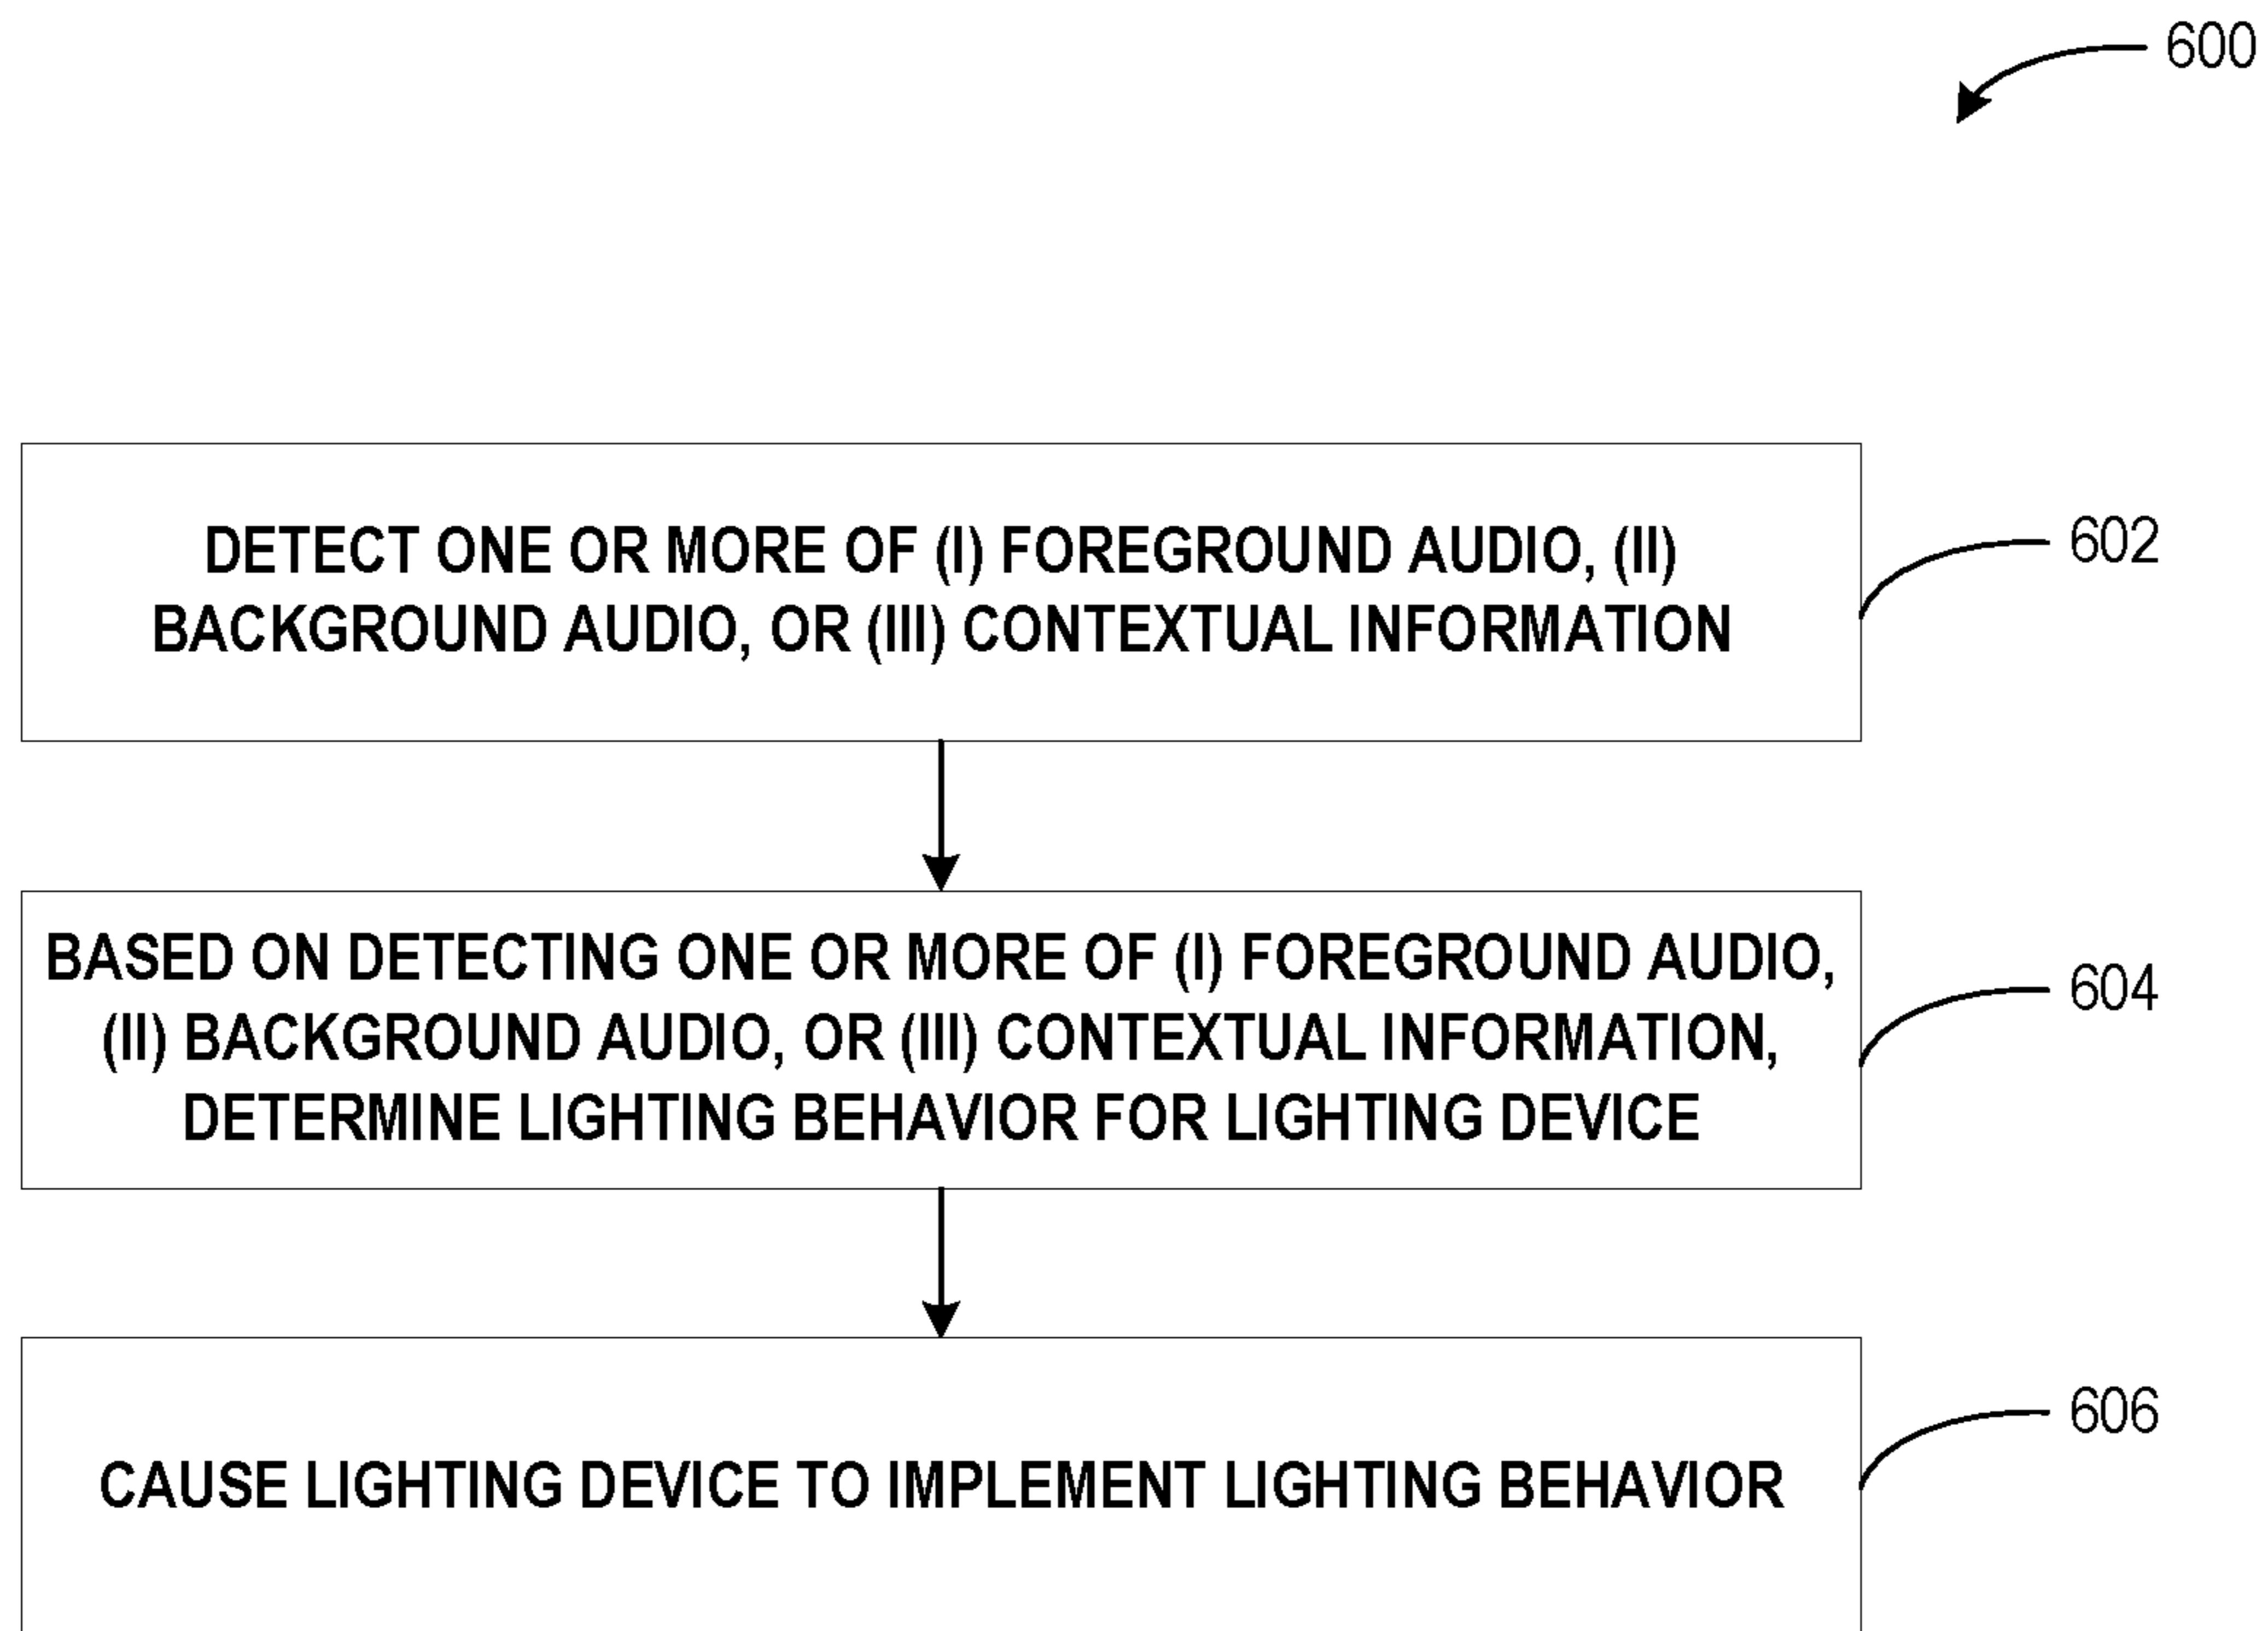 600
DETECT ONE OR MORE OF (I) FOREGROUND AUDIO, (II)
BACKGROUND AUDIO, OR (III) CONTEXTUAL INFORMATION
602
BASED ON DETECTING ONE OR MORE OF (I) FOREGROUND AUDIO,
(II) BACKGROUND AUDIO, OR (III) CONTEXTUAL INFORMATION,
DETERMINE LIGHTING BEHAVIOR FOR LIGHTING DEVICE
604
CAUSE LIGHTING DEVICE TO IMPLEMENT LIGHTING BEHAVIOR
606